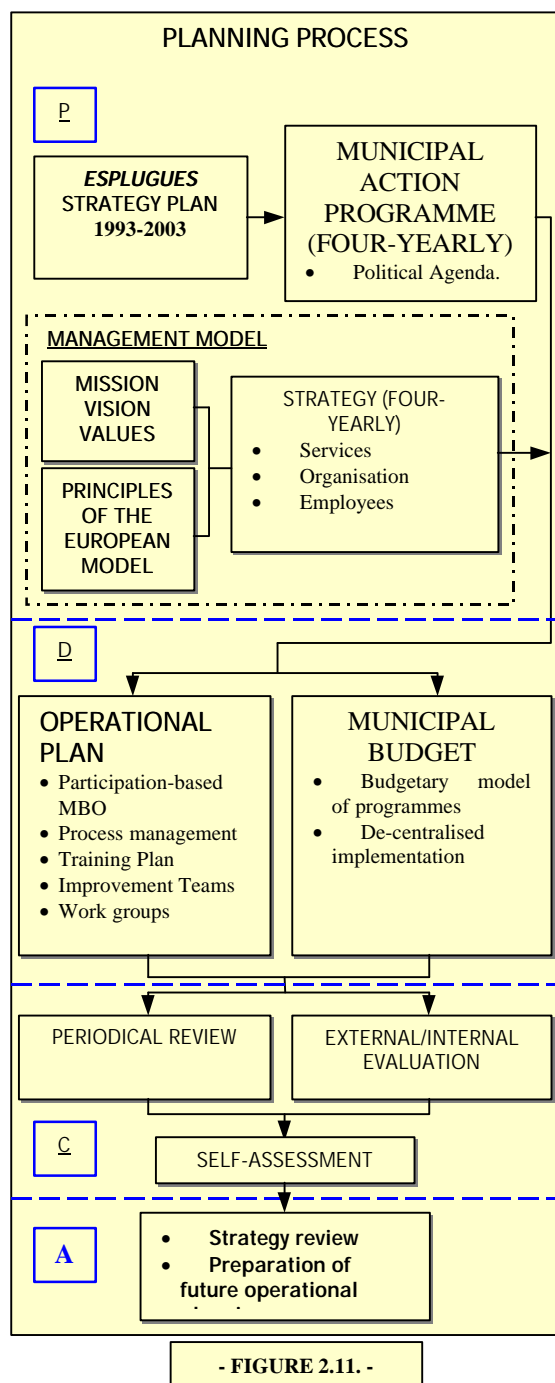 PLANNING PROCESS
P
ESPLUGUES
STRATEGY PLAN
1993-2003
MUNICIPAL
ACTION
PROGRAMME
(FOUR-YEARLY)
• Political Agenda.
MANAGEMENT MODEL
MISSION
VISION
VALUES
PRINCIPLES
OF THE
EUROPEAN
MODEL
STRATEGY (FOUR-
YEARLY)
• Services
• Organisation
• Employees
D
OPERATIONAL
PLAN
• Participation-based
MBO
• Process management
• Training Plan
• Improvement Teams
• Work groups
MUNICIPAL
BUDGET
• Budgetary model
of programmes
• De-centralised
implementation
PERIODICAL REVIEW
EXTERNAL/INTERNAL
EVALUATION
C
SELF-ASSESSMENT
A
• Strategy review
• Preparation of
future operational
- FIGURE 2.11. -